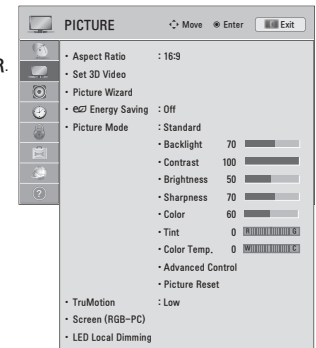 PICTURE Move Enter Exit
R.
• Aspect Ratio : 16:9
• Set 3D Video
• Picture Wizard
• Energy Saving : Off
• Picture Mode : Standard
• Backlight 70
• Contrast 100
• Brightness 50
• Sharpness 70
• Color 60
• Tint 0 R G
• Color Temp. 0 W C
• Advanced Control
• Picture Reset
• TruMotion : Low
• Screen (RGB-PC)
• LED Local Dimming
?